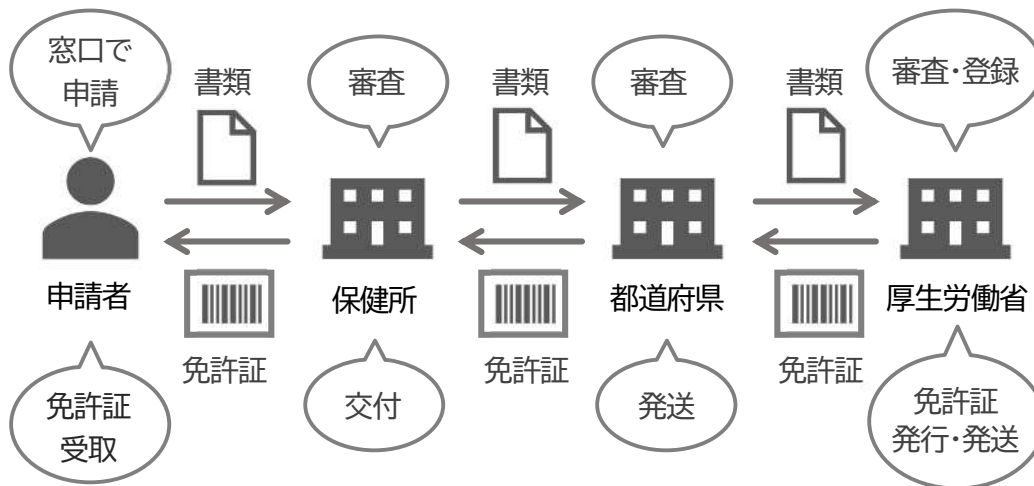 窓口で
申請
書類
審査
書類
審査
書類
審査・登録
申請者
保健所
都道府県
厚生労働省
免許証
免許証
免許証
免許証
受取
交付
発送
免許証
発行・発送